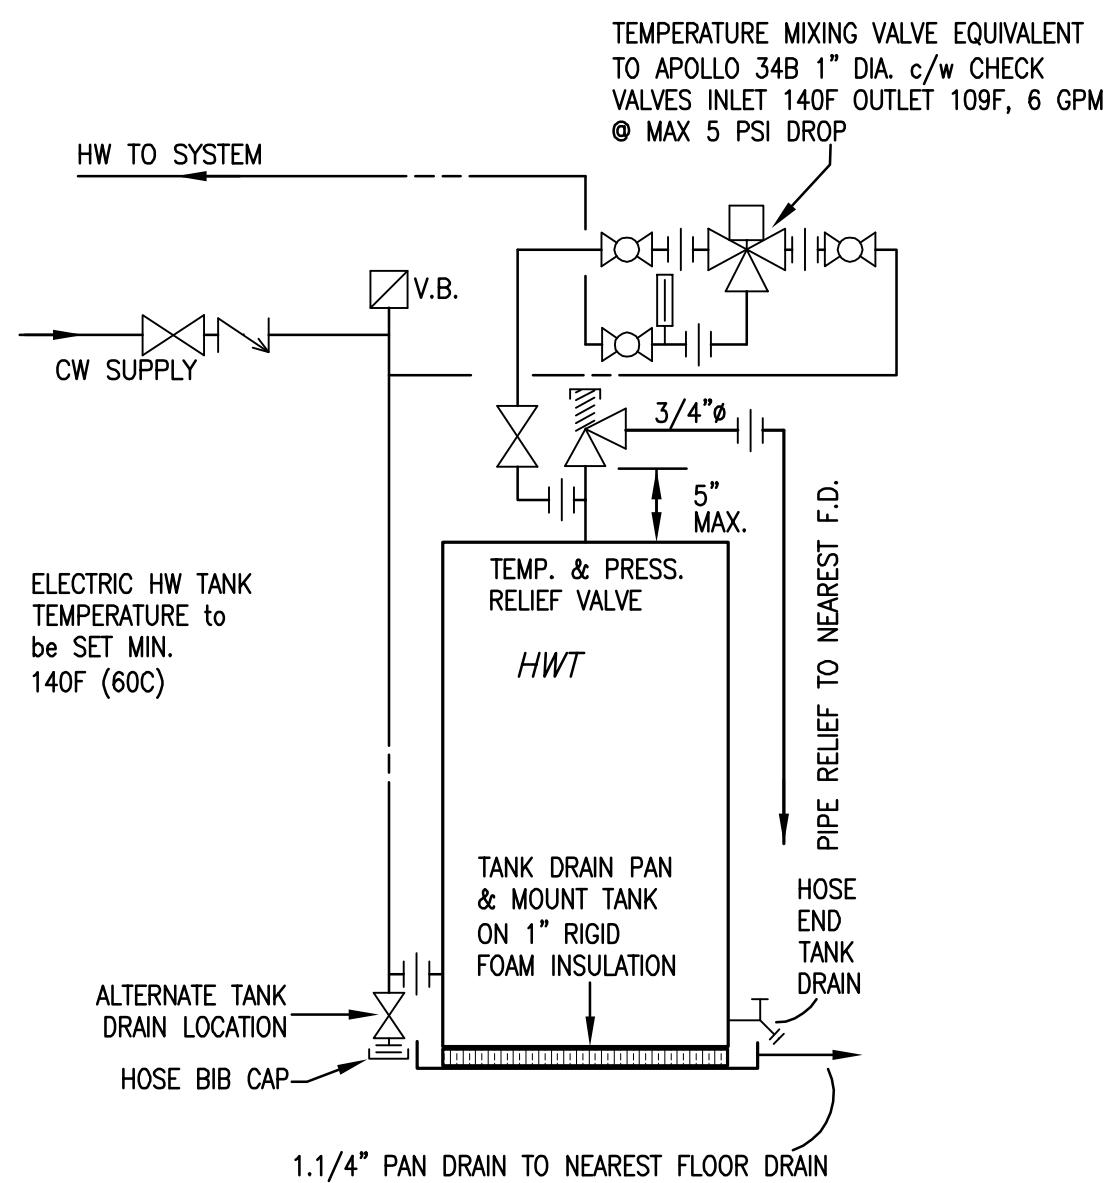 TEMPERATURE MIXING VALVE EQUIVALENT
TO APOLLO 34B 1" DIA. c/w CHECK
VALVES INLET 140F OUTLET 109F, 6 GPM
@ MAX 5 PSI DROP
HW TO SYSTEM
V.B.
CW SUPPLY
3/4"ø
5"
MAX.
PIPE RELIEF TO NEAREST F.D.
TEMP. & PRESS.
RELIEF VALVE
HWT
ELECTRIC HW TANK
TEMPERATURE to
be SET MIN.
140F (60C)
TANK DRAIN PAN
& MOUNT TANK
ON 1" RIGID
FOAM INSULATION
HOSE
END
TANK
DRAIN
ALTERNATE TANK
DRAIN LOCATION
HOSE BIB CAP
1.1/4" PAN DRAIN TO NEAREST FLOOR DRAIN